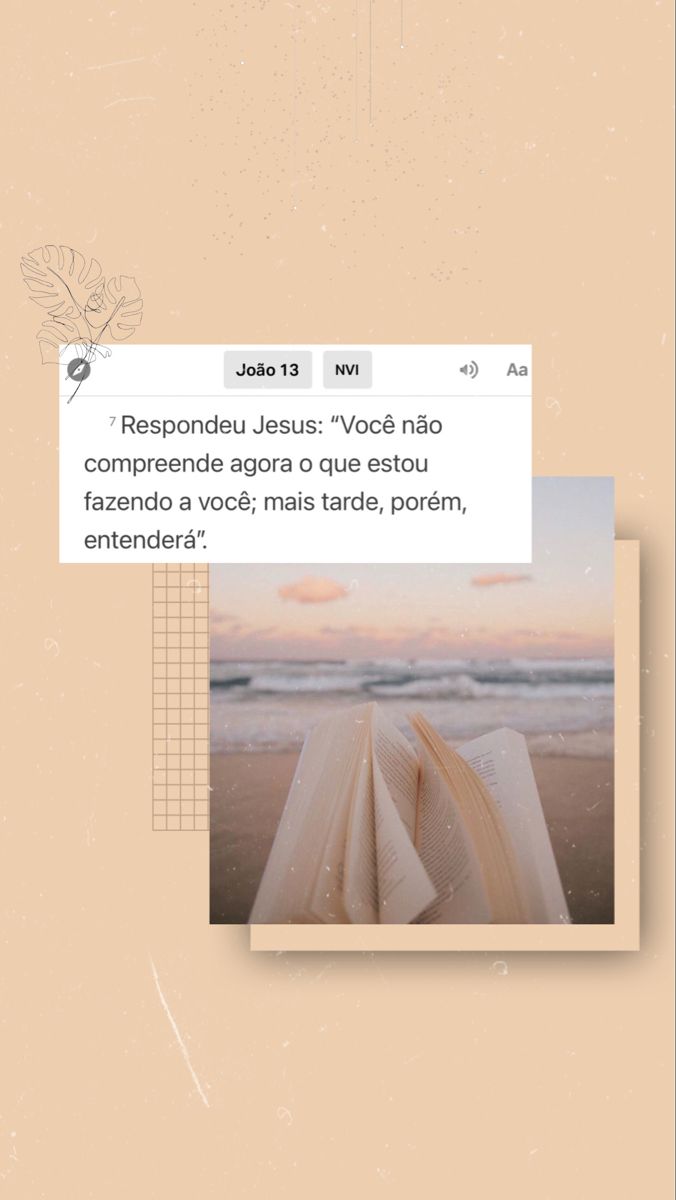 João 13 NVI Aa
7 Respondeu Jesus: “Você não
compreende agora o que estou
fazendo a você; mais tarde, porém,
entenderá”.